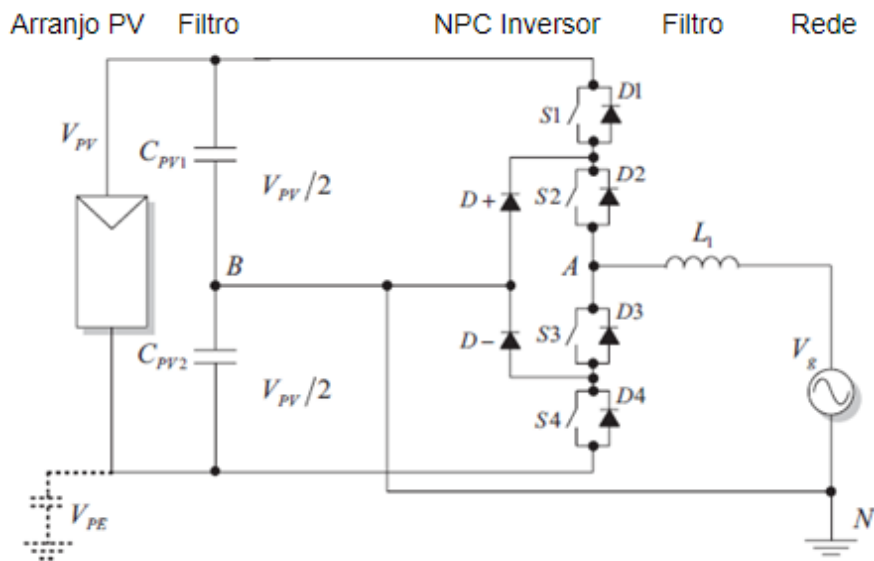 Arranjo PV Filtro NPC Inversor Filtro Rede
D1
S1
V_PV
C_PV1
V_PV/2
D+
S2
D2
L_1
B
A
D-
S3
D3
V_g
C_PV2
V_PV/2
S4
D4
V_PE
N